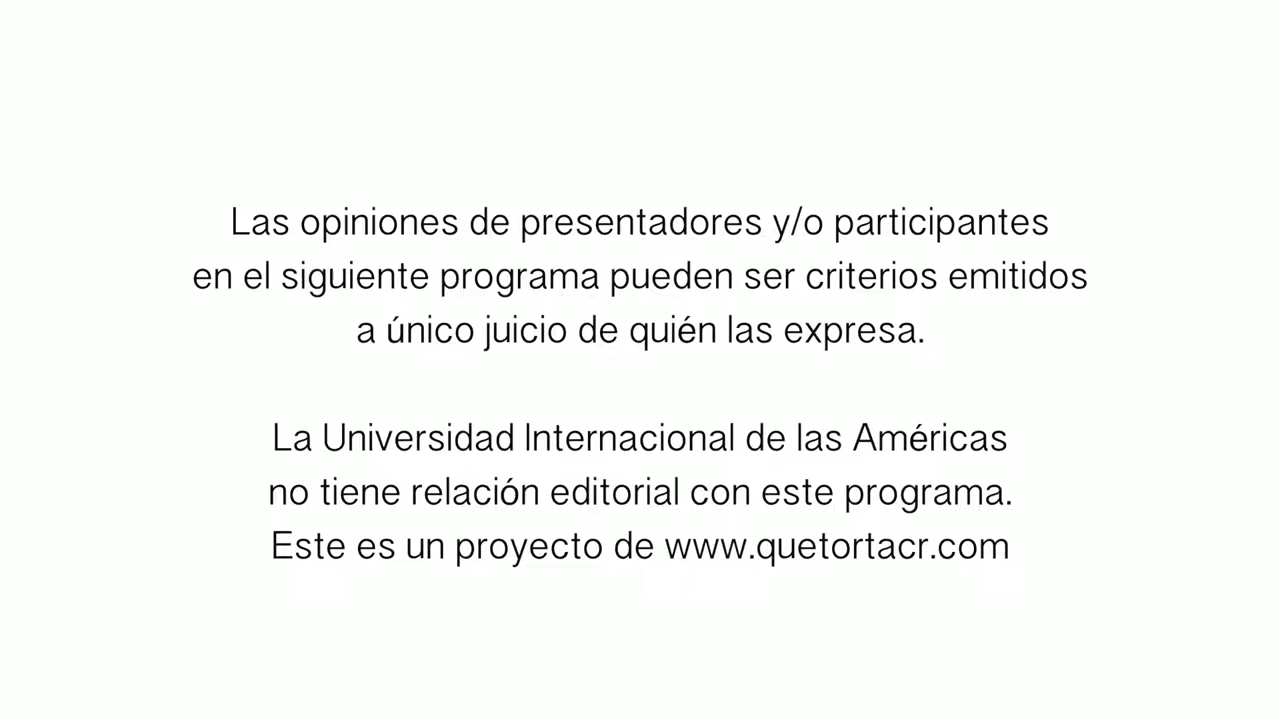 Las opiniones de presentadores y/o participantes
en el siguiente programa pueden ser criterios emitidos
a único juicio de quién las expresa.
La Universidad Internacional de las Américas
no tiene relación editorial con este programa.
Este es un proyecto de www.quetortacr.com